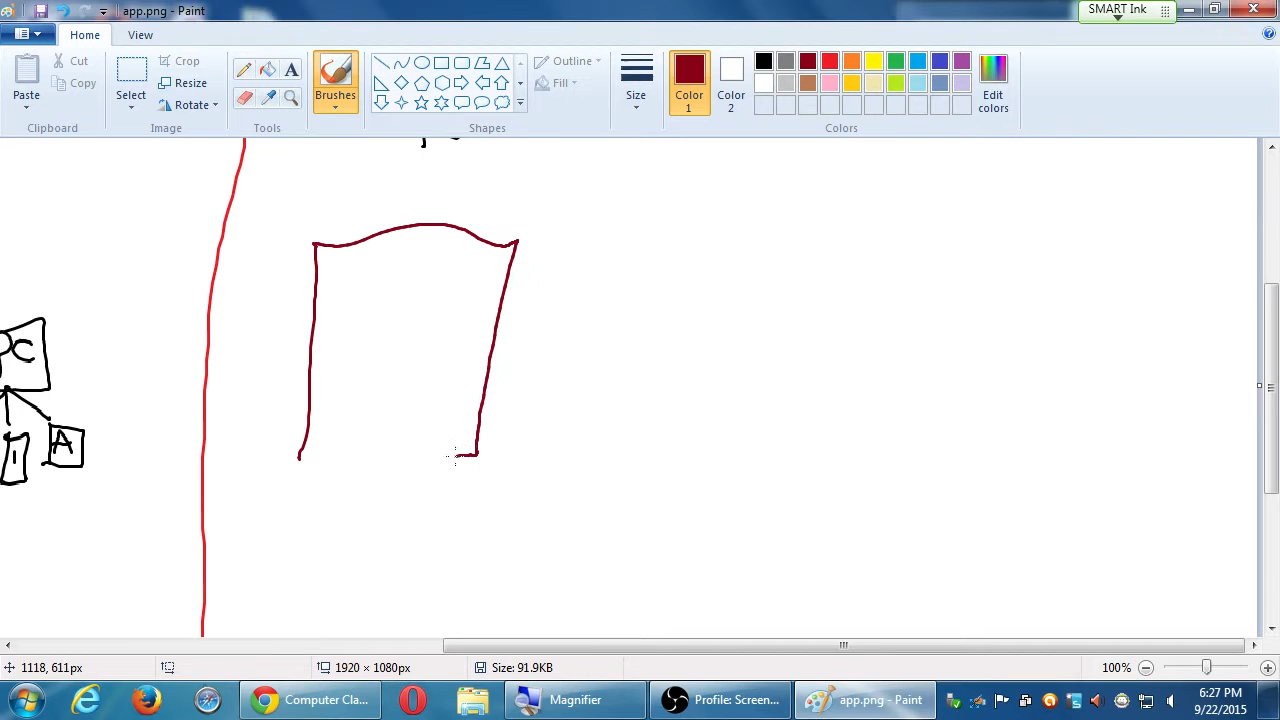 app.png - Paint
SMART Ink
Home
View
Paste
Cut
Copy
Clipboard
Select
Crop
Resize
Rotate
Image
A
Tools
Brushes
Outline
Fill
Shapes
Size
Color
1
Color
2
Edit
colors
Colors
PC
A
1118, 611px
1920 × 1080px
Size: 91.9KB
100%
Computer Cla...
Magnifier
Profile: Screen...
app.png - Paint
6:27 PM
9/22/2015